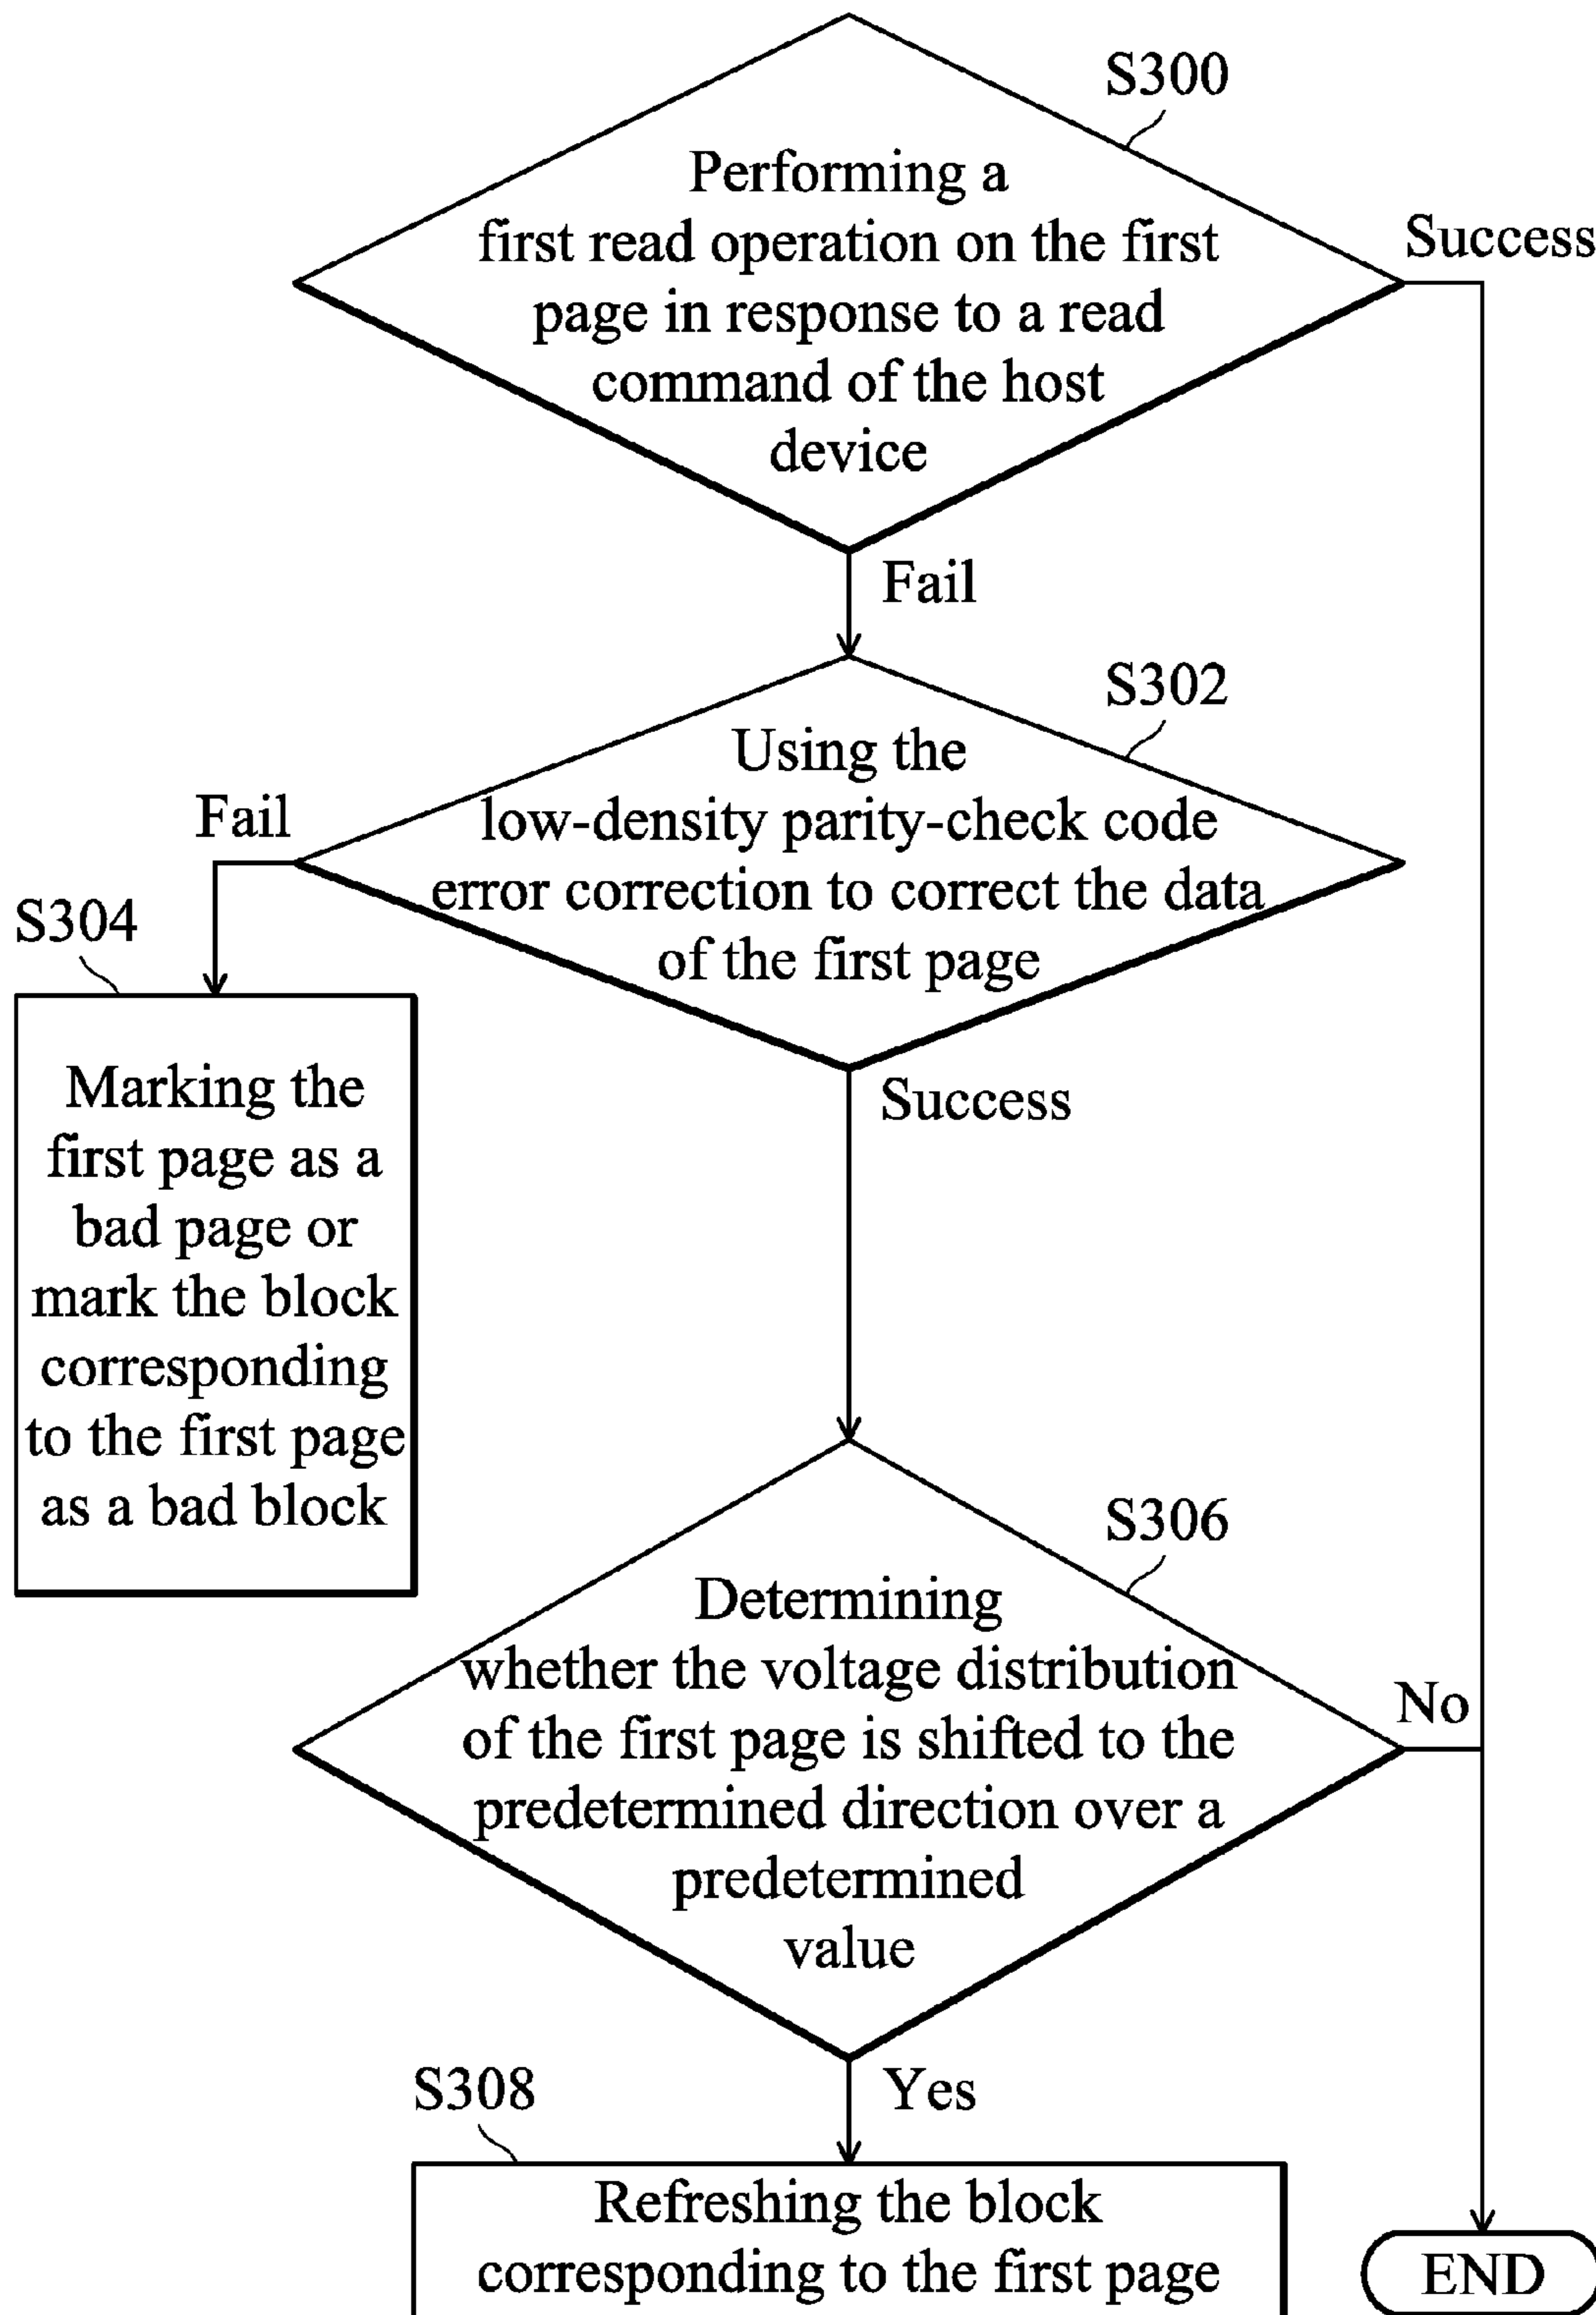 S300
Performing a
first read operation on the first
page in response to a read
command of the host
device
Success
Fail
S302
Using the
low-density parity-check code
error correction to correct the data
of the first page
Fail
S304
Marking the
first page as a
bad page or
mark the block
corresponding
to the first page
as a bad block
Success
S306
Determining
whether the voltage distribution
of the first page is shifted to the
predetermined direction over a
predetermined
value
No
Yes
S308
Refreshing the block
corresponding to the first page
END